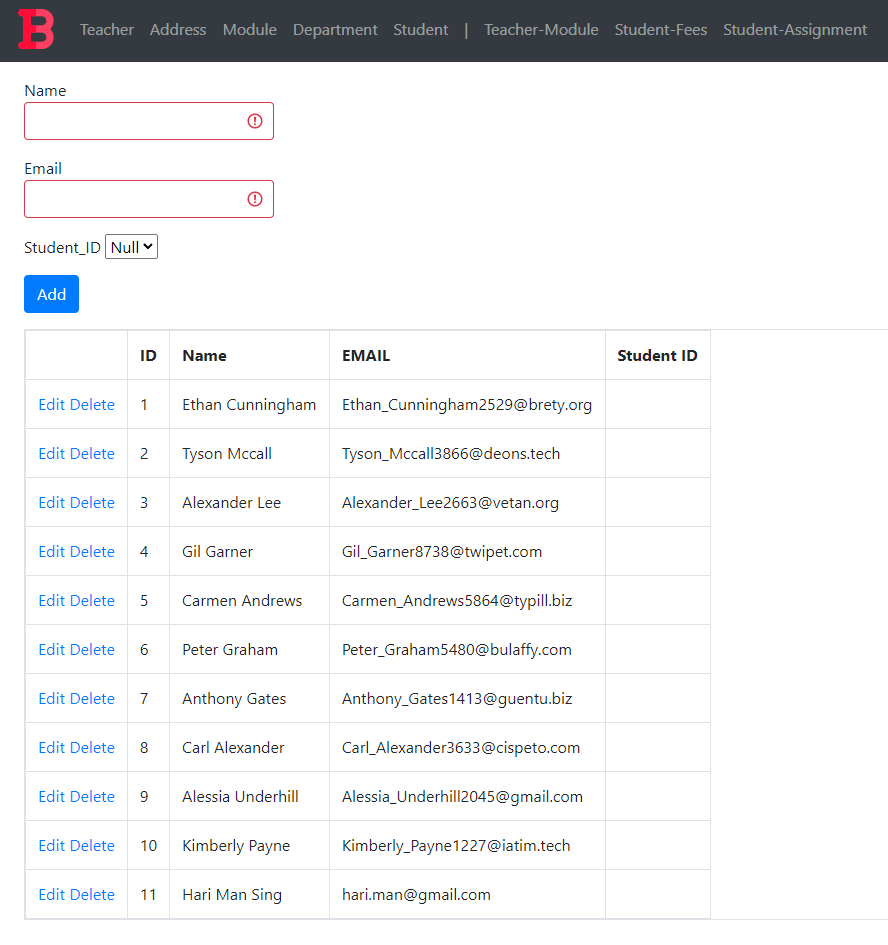 B Teacher Address Module Department Student | Teacher-Module Student-Fees Student-Assignment
Name
Email
Student_ID Null
Add
ID Name EMAIL Student ID
Edit Delete 1 Ethan Cunningham Ethan_Cunningham2529@brety.org
Edit Delete 2 Tyson Mccall Tyson_Mccall3866@deons.tech
Edit Delete 3 Alexander Lee Alexander_Lee2663@vetan.org
Edit Delete 4 Gil Garner Gil_Garner8738@twipet.com
Edit Delete 5 Carmen Andrews Carmen_Andrews5864@typill.biz
Edit Delete 6 Peter Graham Peter_Graham5480@bulaffy.com
Edit Delete 7 Anthony Gates Anthony_Gates1413@guentu.biz
Edit Delete 8 Carl Alexander Carl_Alexander3633@cispeto.com
Edit Delete 9 Alessia Underhill Alessia_Underhill2045@gmail.com
Edit Delete 10 Kimberly Payne Kimberly_Payne1227@iatim.tech
Edit Delete 11 Hari Man Sing hari.man@gmail.com